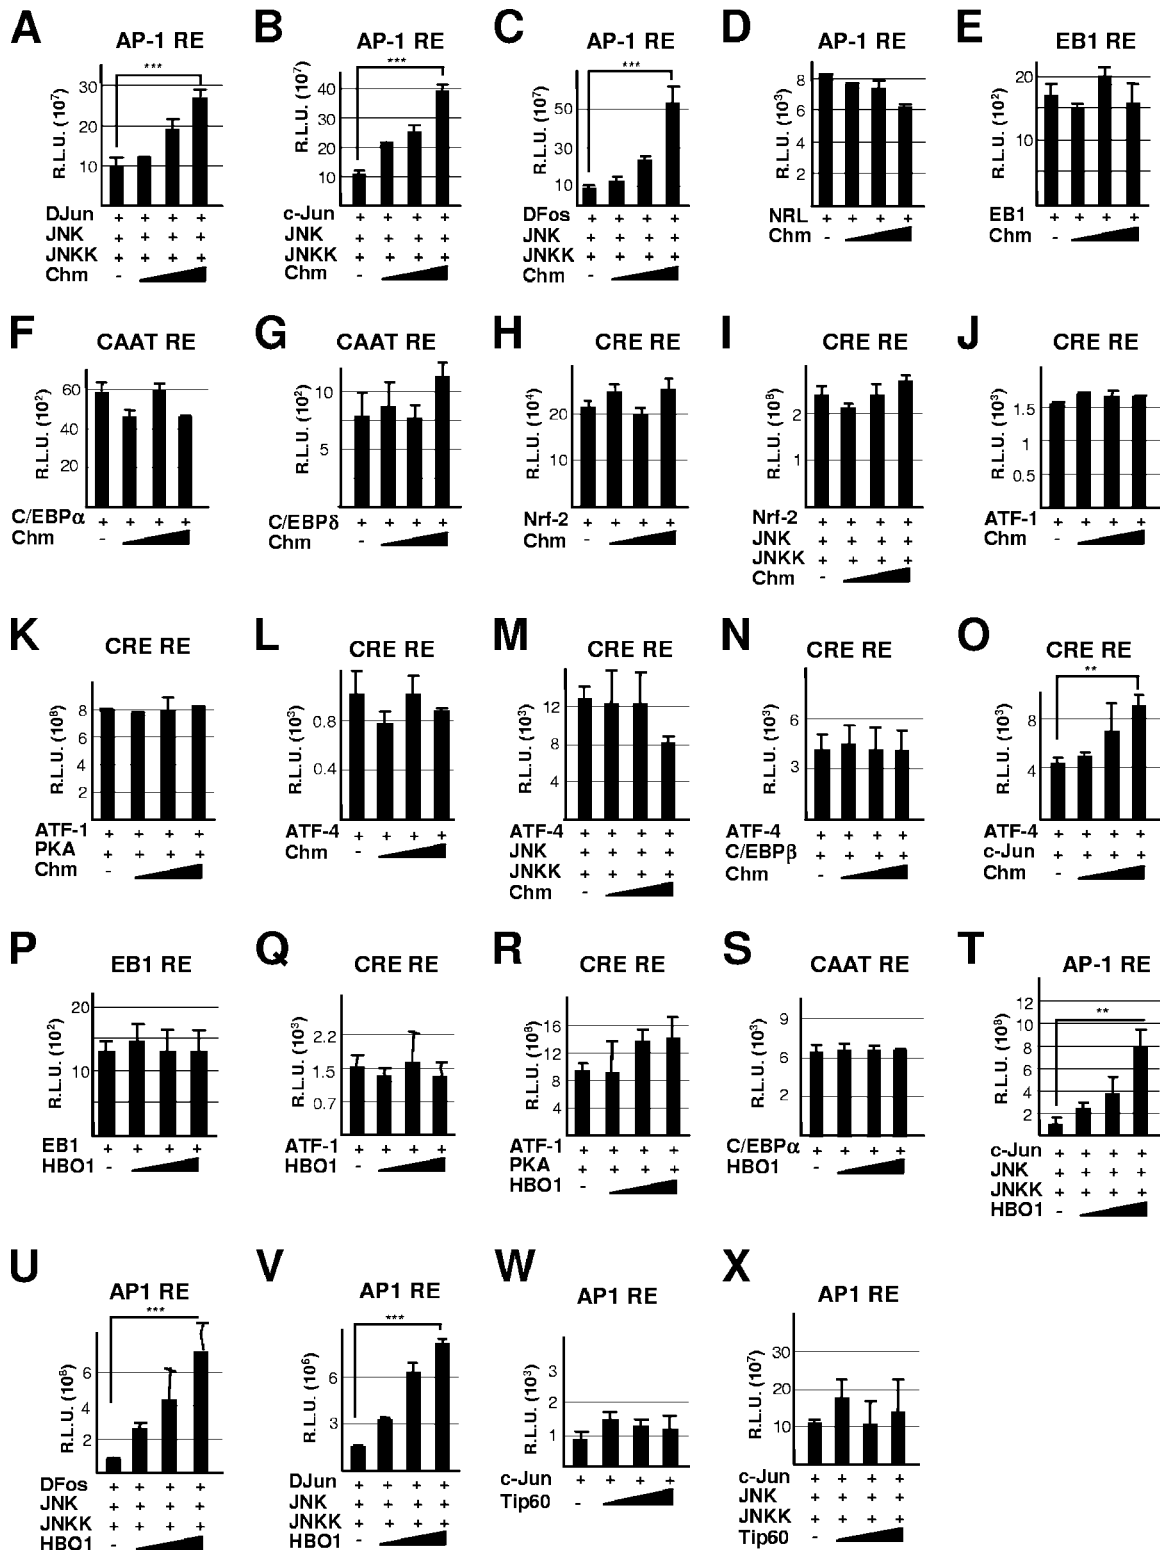 A
AP-1 RE
***
R.L.U. (10⁷)
30
20
10
DJun + + + +
JNK + + + +
JNKK + + + +
Chm -
B
AP-1 RE
***
R.L.U. (10⁷)
40
30
20
10
c-Jun + + + +
JNK + + + +
JNKK + + + +
Chm -
C
AP-1 RE
***
R.L.U. (10⁷)
50
30
10
DFos + + + +
JNK + + + +
JNKK + + + +
Chm -
D
AP-1 RE
R.L.U. (10³)
8
6
4
2
NRL + + + +
Chm -
E
EB1 RE
R.L.U. (10²)
20
10
EB1 + + + +
Chm -
F
CAAT RE
R.L.U. (10²)
60
40
20
C/EBPα + + + +
Chm -
G
CAAT RE
R.L.U. (10²)
10
5
C/EBPδ + + + +
Chm -
H
CRE RE
R.L.U. (10⁴)
20
10
Nrf-2 + + + +
Chm -
I
CRE RE
R.L.U. (10⁸)
2
1
Nrf-2 + + + +
JNK + + + +
JNKK + + + +
Chm -
J
CRE RE
R.L.U. (10³)
1.5
1
0.5
ATF-1 + + + +
Chm -
K
CRE RE
R.L.U. (10⁸)
8
6
4
2
ATF-1 + + + +
PKA + + + +
Chm -
L
CRE RE
R.L.U. (10³)
0.8
0.4
ATF-4 + + + +
Chm -
M
CRE RE
R.L.U. (10³)
12
8
4
ATF-4 + + + +
JNK + + + +
JNKK + + + +
Chm -
N
CRE RE
R.L.U. (10³)
6
3
ATF-4 + + + +
C/EBPβ + + + +
Chm -
O
CRE RE
**
R.L.U. (10³)
8
4
ATF-4 + + + +
c-Jun + + + +
Chm -
P
EB1 RE
R.L.U. (10²)
20
10
EB1 + + + +
HBO1 -
Q
CRE RE
R.L.U. (10³)
2.2
1.5
0.7
ATF-1 + + + +
HBO1 -
R
CRE RE
R.L.U. (10⁸)
16
12
8
4
ATF-1 + + + +
PKA + + + +
HBO1 -
S
CAAT RE
R.L.U. (10³)
9
6
2
C/EBPα + + + +
HBO1 -
T
AP-1 RE
**
R.L.U. (10⁸)
12
10
8
6
4
2
c-Jun + + + +
JNK + + + +
JNKK + + + +
HBO1 -
U
AP1 RE
***
R.L.U. (10⁸)
6
4
2
DFos + + + +
JNK + + + +
JNKK + + + +
HBO1 -
V
AP1 RE
***
R.L.U. (10⁶)
6
3
DJun + + + +
JNK + + + +
JNKK + + + +
HBO1 -
W
AP1 RE
R.L.U. (10³)
3
2
1
c-Jun + + + +
Tip60 -
X
AP1 RE
R.L.U. (10⁷)
30
20
10
c-Jun + + + +
JNK + + + +
JNKK + + + +
Tip60 -